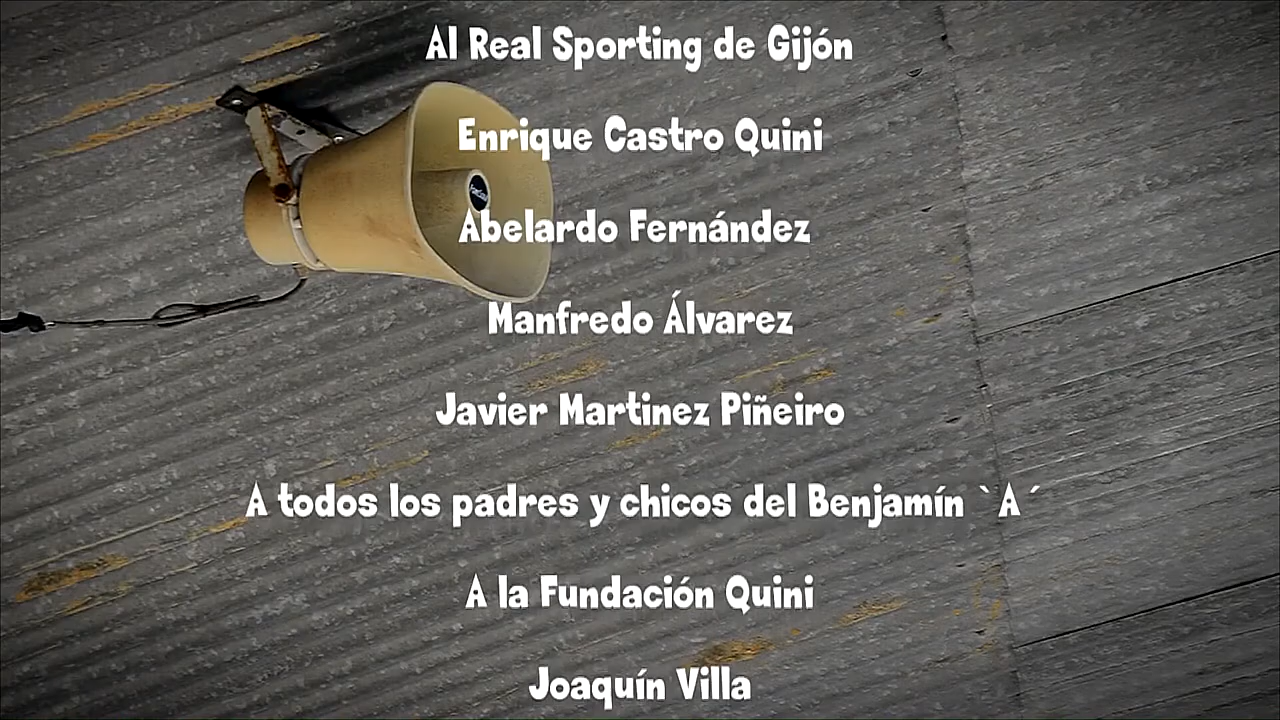 Al Real Sporting de Gijón
Enrique Castro Quini
Abelardo Fernández
Manfredo Álvarez
Javier Martinez Piñeiro
A todos los padres y chicos del Benjamín `A´
A la Fundación Quini
Joaquín Villa